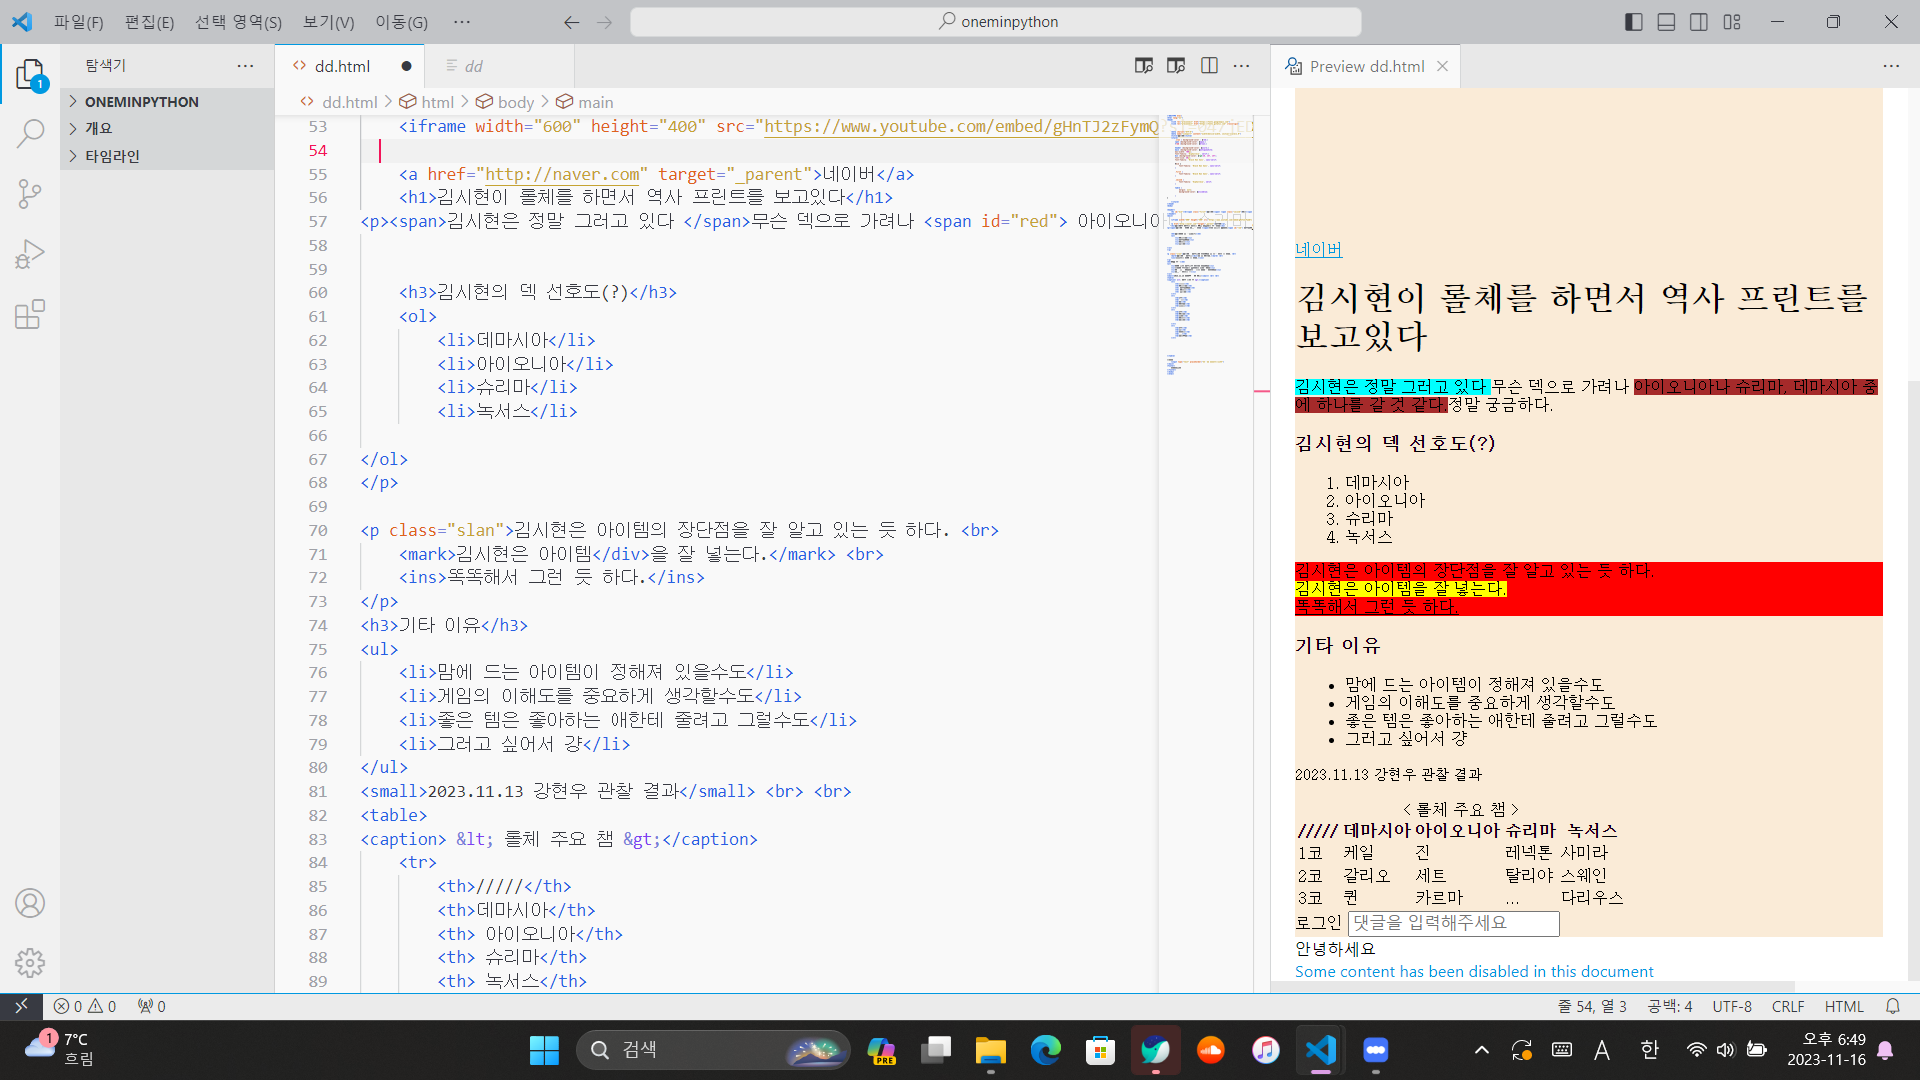 파일(F) 편집(E) 선택 영역(S) 보기(V) 이동(G) ··· oneminpython
탐색기 ···
1
ONEMINPYTHON
개요
타임라인
dd.html dd
dd.html > html > body > main
53 <iframe width="600" height="400" src="https://www.youtube.com/embed/gHnTJ2zFymQ
54
55 <a href="http://naver.com" target="_parent">네이버</a>
56 <h1>김시현이 롤체를 하면서 역사 프린트를 보고있다</h1>
57 <p><span>김시현은 정말 그러고 있다 </span>무슨 덱으로 가려나 <span id="red"> 아이오니아
58
59
60 <h3>김시현의 덱 선호도(?)</h3>
61 <ol>
62 <li>데마시아</li>
63 <li>아이오니아</li>
64 <li>슈리마</li>
65 <li>녹서스</li>
66
67 </ol>
68 </p>
69
70 <p class="slan">김시현은 아이템의 장단점을 잘 알고 있는 듯 하다. <br>
71 <mark>김시현은 아이템</div>을 잘 넣는다.</mark> <br>
72 <ins>똑똑해서 그런 듯 하다.</ins>
73 </p>
74 <h3>기타 이유</h3>
75 <ul>
76 <li>맘에 드는 아이템이 정해져 있을수도</li>
77 <li>게임의 이해도를 중요하게 생각할수도</li>
78 <li>좋은 템은 좋아하는 애한테 줄려고 그럴수도</li>
79 <li>그러고 싶어서 걍</li>
80 </ul>
81 <small>2023.11.13 강현우 관찰 결과</small> <br> <br>
82 <table>
83 <caption> &lt; 롤체 주요 챔 &gt;</caption>
84 <tr>
85 <th>/////</th>
86 <th>데마시아</th>
87 <th> 아이오니아</th>
88 <th> 슈리마</th>
89 <th> 녹서스</th>
Preview dd.html
네이버
김시현이 롤체를 하면서 역사 프린트를
보고있다
김시현은 정말 그러고 있다 무슨 덱으로 가려나 아이오니아나 슈리마, 데마시아 중
에 하나를 갈 것 같다.정말 궁금하다.
김시현의 덱 선호도(?)
1. 데마시아
2. 아이오니아
3. 슈리마
4. 녹서스
김시현은 아이템의 장단점을 잘 알고 있는 듯 하다.
김시현은 아이템을 잘 넣는다.
똑똑해서 그런 듯 하다.
기타 이유
• 맘에 드는 아이템이 정해져 있을수도
• 게임의 이해도를 중요하게 생각할수도
• 좋은 템은 좋아하는 애한테 줄려고 그럴수도
• 그러고 싶어서 걍
2023.11.13 강현우 관찰 결과
< 롤체 주요 챔 >
///// 데마시아 아이오니아 슈리마 녹서스
1코 케일 진 레넥톤 사미라
2코 갈리오 세트 탈리야 스웨인
3코 퀸 카르마 ... 다리우스
로그인 댓글을 입력해주세요
안녕하세요
Some content has been disabled in this document
0 0 0 줄 54, 열 3 공백: 4 UTF-8 CRLF HTML
1 7°C
흐림
검색
PRE
A 한
오후 6:49
2023-11-16